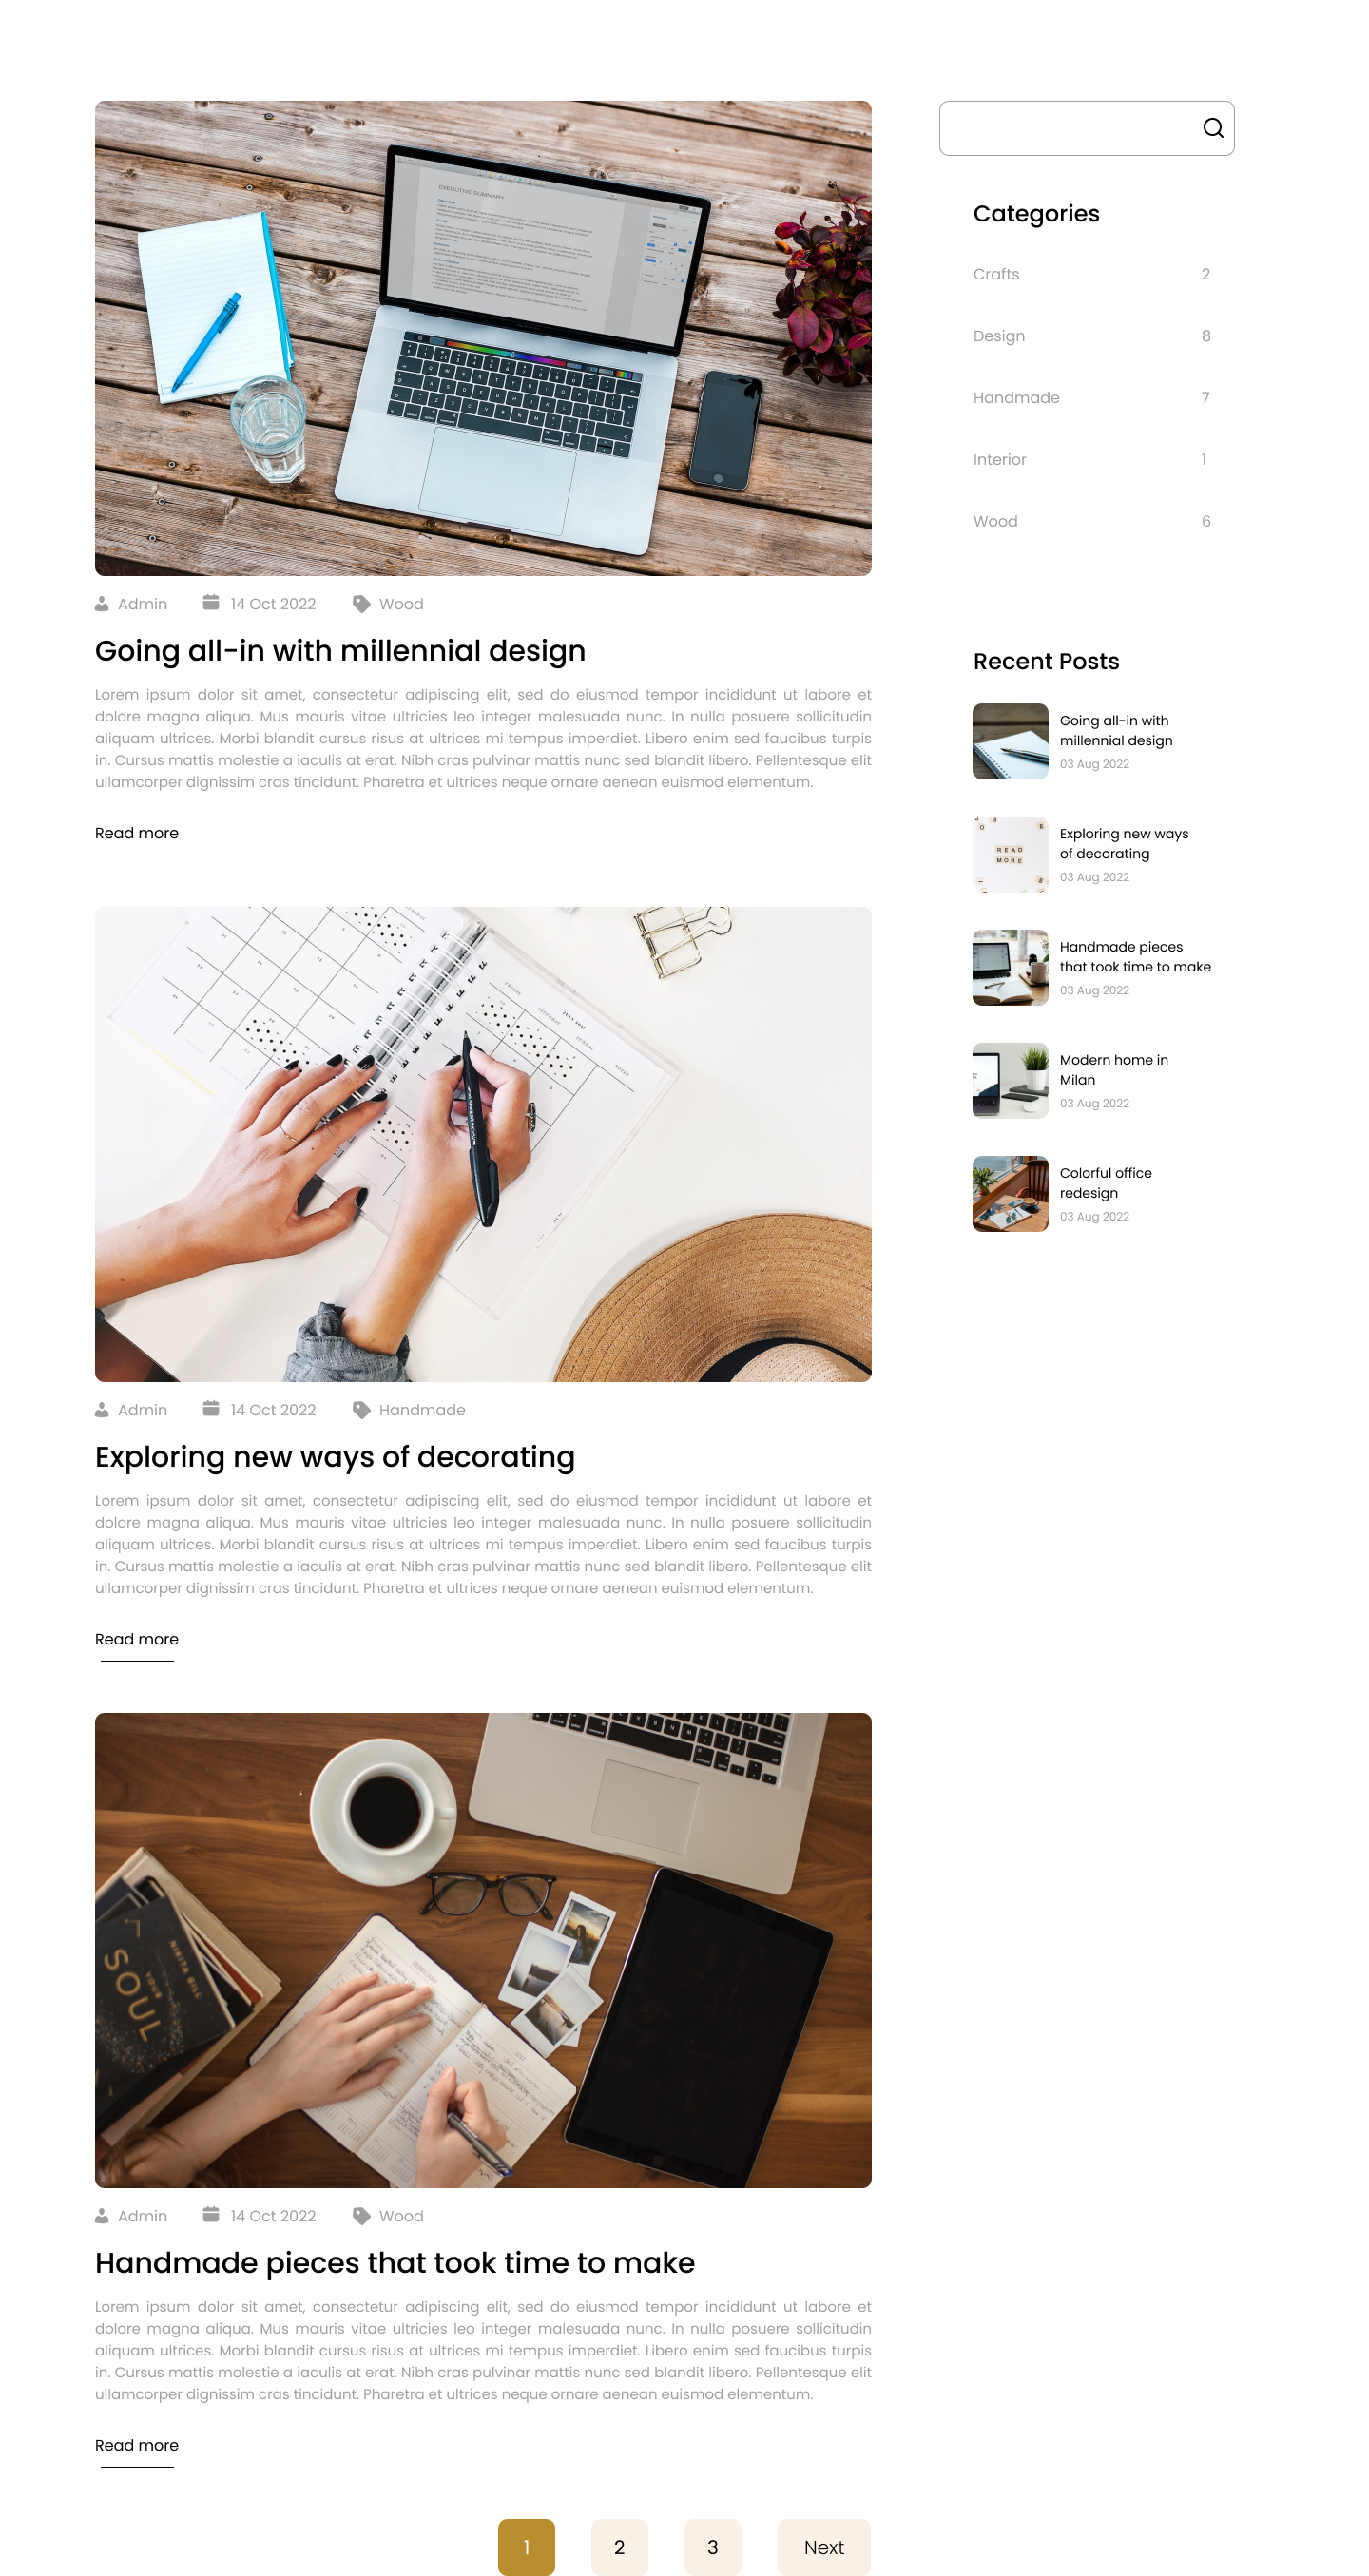 EXECUTIVE SUMMARY
Admin 14 Oct 2022 Wood
Going all-in with millennial design
Lorem ipsum dolor sit amet, consectetur adipiscing elit, sed do eiusmod tempor incididunt ut labore et
dolore magna aliqua. Mus mauris vitae ultricies leo integer malesuada nunc. In nulla posuere sollicitudin
aliquam ultrices. Morbi blandit cursus risus at ultrices mi tempus imperdiet. Libero enim sed faucibus turpis
in. Cursus mattis molestie a iaculis at erat. Nibh cras pulvinar mattis nunc sed blandit libero. Pellentesque elit
ullamcorper dignissim cras tincidunt. Pharetra et ultrices neque ornare aenean euismod elementum.
Read more
JULY 2017
NOTES
Admin 14 Oct 2022 Handmade
Exploring new ways of decorating
Lorem ipsum dolor sit amet, consectetur adipiscing elit, sed do eiusmod tempor incididunt ut labore et
dolore magna aliqua. Mus mauris vitae ultricies leo integer malesuada nunc. In nulla posuere sollicitudin
aliquam ultrices. Morbi blandit cursus risus at ultrices mi tempus imperdiet. Libero enim sed faucibus turpis
in. Cursus mattis molestie a iaculis at erat. Nibh cras pulvinar mattis nunc sed blandit libero. Pellentesque elit
ullamcorper dignissim cras tincidunt. Pharetra et ultrices neque ornare aenean euismod elementum.
Read more
NIKITA GILL
YOUR
SOUL
Admin 14 Oct 2022 Wood
Handmade pieces that took time to make
Lorem ipsum dolor sit amet, consectetur adipiscing elit, sed do eiusmod tempor incididunt ut labore et
dolore magna aliqua. Mus mauris vitae ultricies leo integer malesuada nunc. In nulla posuere sollicitudin
aliquam ultrices. Morbi blandit cursus risus at ultrices mi tempus imperdiet. Libero enim sed faucibus turpis
in. Cursus mattis molestie a iaculis at erat. Nibh cras pulvinar mattis nunc sed blandit libero. Pellentesque elit
ullamcorper dignissim cras tincidunt. Pharetra et ultrices neque ornare aenean euismod elementum.
Read more
1 2 3 Next
Categories
Crafts 2
Design 8
Handmade 7
Interior 1
Wood 6
Recent Posts
Going all-in with
millennial design
03 Aug 2022
READ
MORE
Exploring new ways
of decorating
03 Aug 2022
Handmade pieces
that took time to make
03 Aug 2022
Modern home in
Milan
03 Aug 2022
Colorful office
redesign
03 Aug 2022